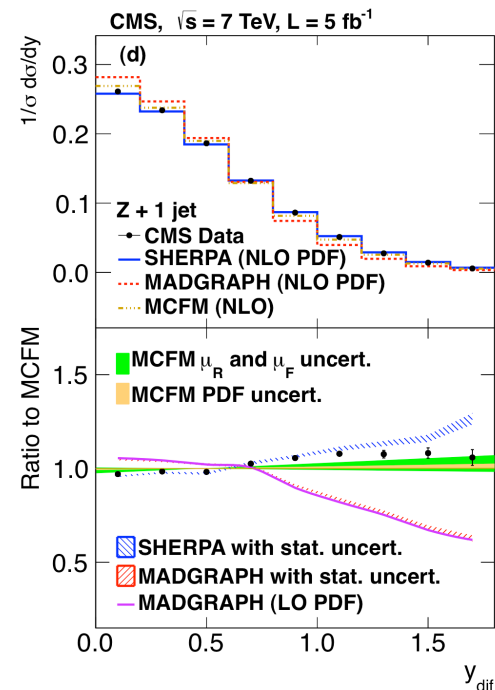 CMS, √s = 7 TeV, L = 5 fb⁻¹
1/σ dσ/dy
(d)
0.3
0.2
0.1
0.0
Z + 1 jet
CMS Data
SHERPA (NLO PDF)
MADGRAPH (NLO PDF)
MCFM (NLO)
Ratio to MCFM
1.5
1.0
0.5
MCFM μ_R and μ_F uncert.
MCFM PDF uncert.
SHERPA with stat. uncert.
MADGRAPH with stat. uncert.
MADGRAPH (LO PDF)
0.0 0.5 1.0 1.5
y_dif